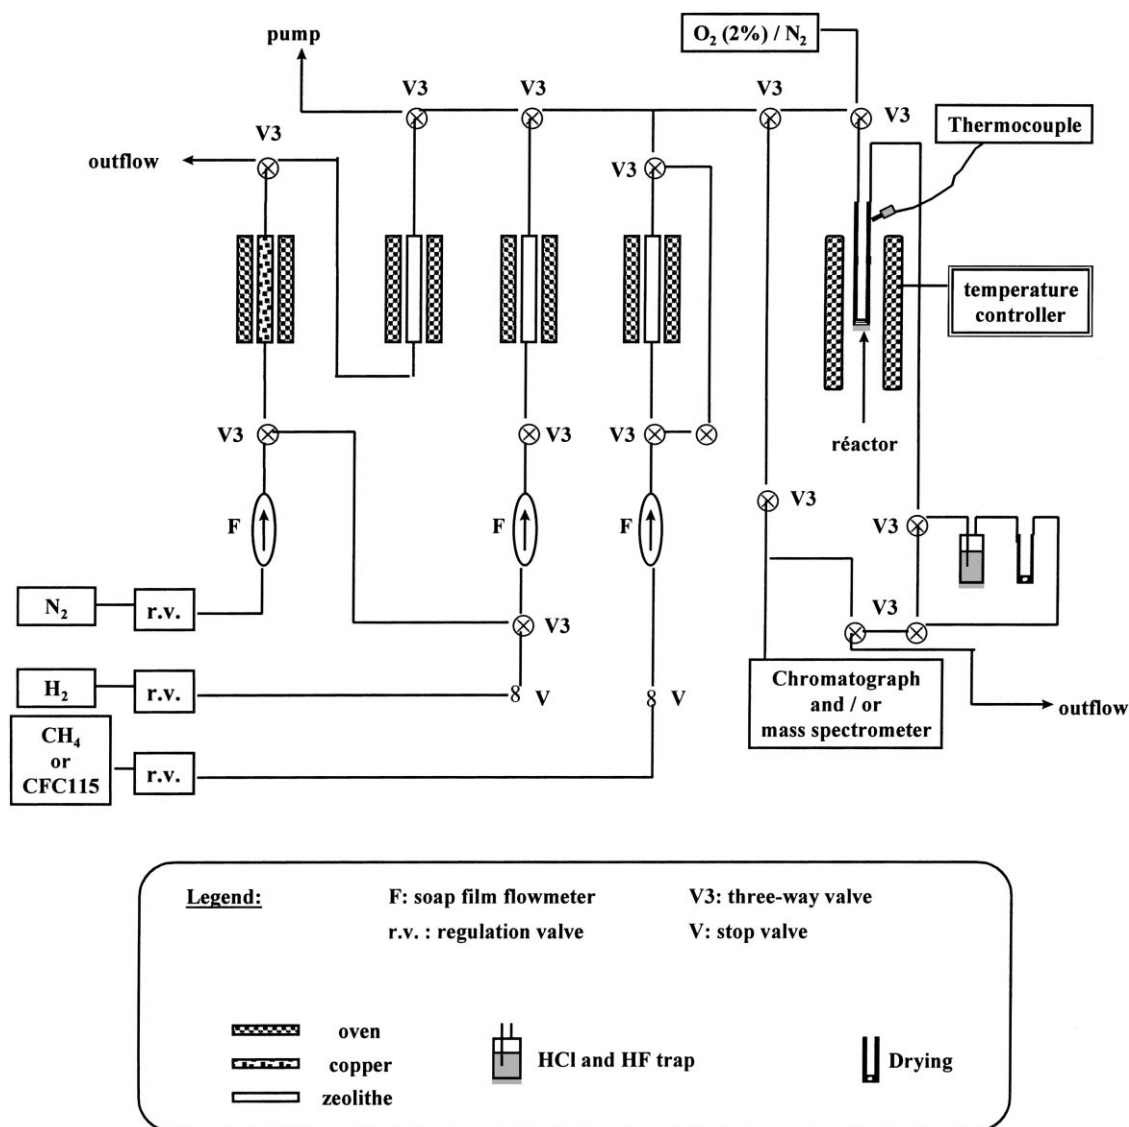 pump
O₂ (2%) / N₂
V3
V3
V3
V3
Thermocouple
V3
outflow
V3
temperature
controller
V3
V3
V3
réactor
V3
F
F
F
V3
N₂
r.v.
V3
V3
H₂
r.v.
V
V
Chromatograph
and / or
mass spectrometer
outflow
CH₄
or
CFC115
r.v.
Legend:
F: soap film flowmeter
V3: three-way valve
r.v. : regulation valve
V: stop valve
oven
copper
zeolithe
HCl and HF trap
Drying